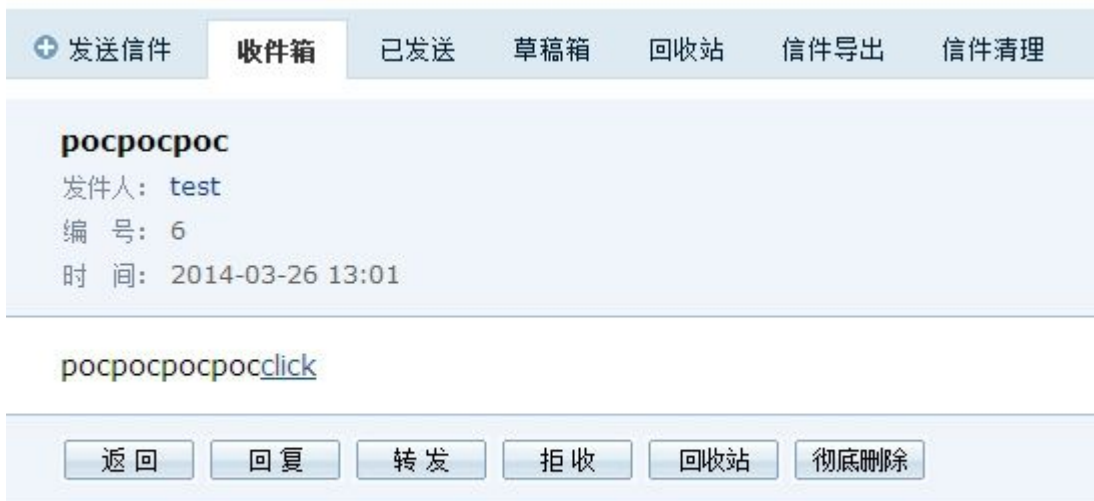 发送信件 收件箱 已发送 草稿箱 回收站 信件导出 信件清理
pocpocpoc
发件人： test
编 号： 6
时 间： 2014-03-26 13:01
pocpocpocpocclick
返 回 回 复 转 发 拒 收 回收站 彻底删除